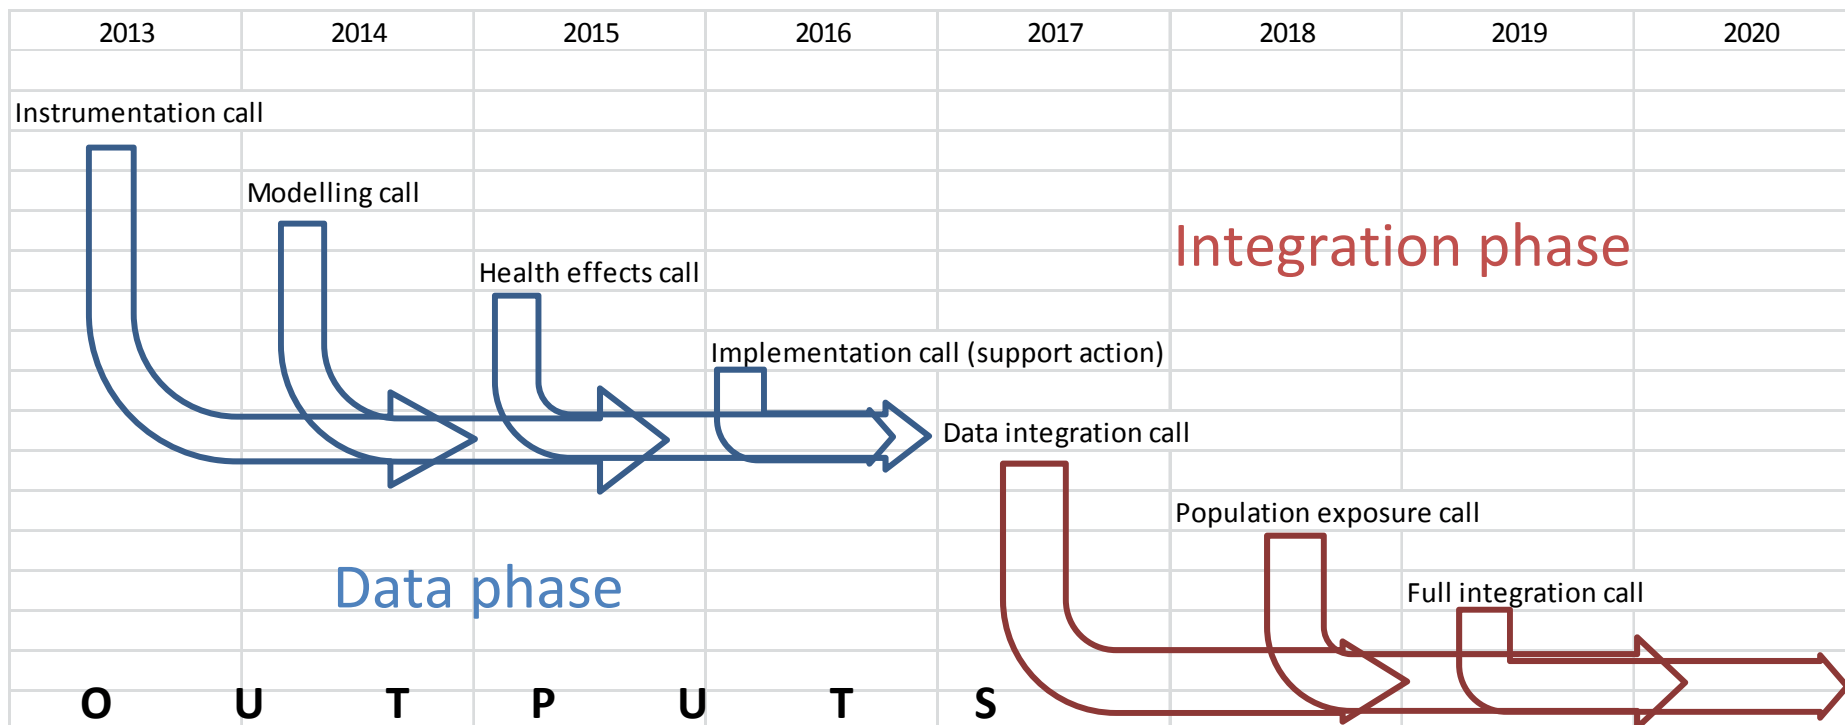 2013 2014 2015 2016 2017 2018 2019 2020
Instrumentation call
Modelling call
Integration phase
Health effects call
Implementation call (support action)
Data integration call
Population exposure call
Data phase
Full integration call
O U T P U T S